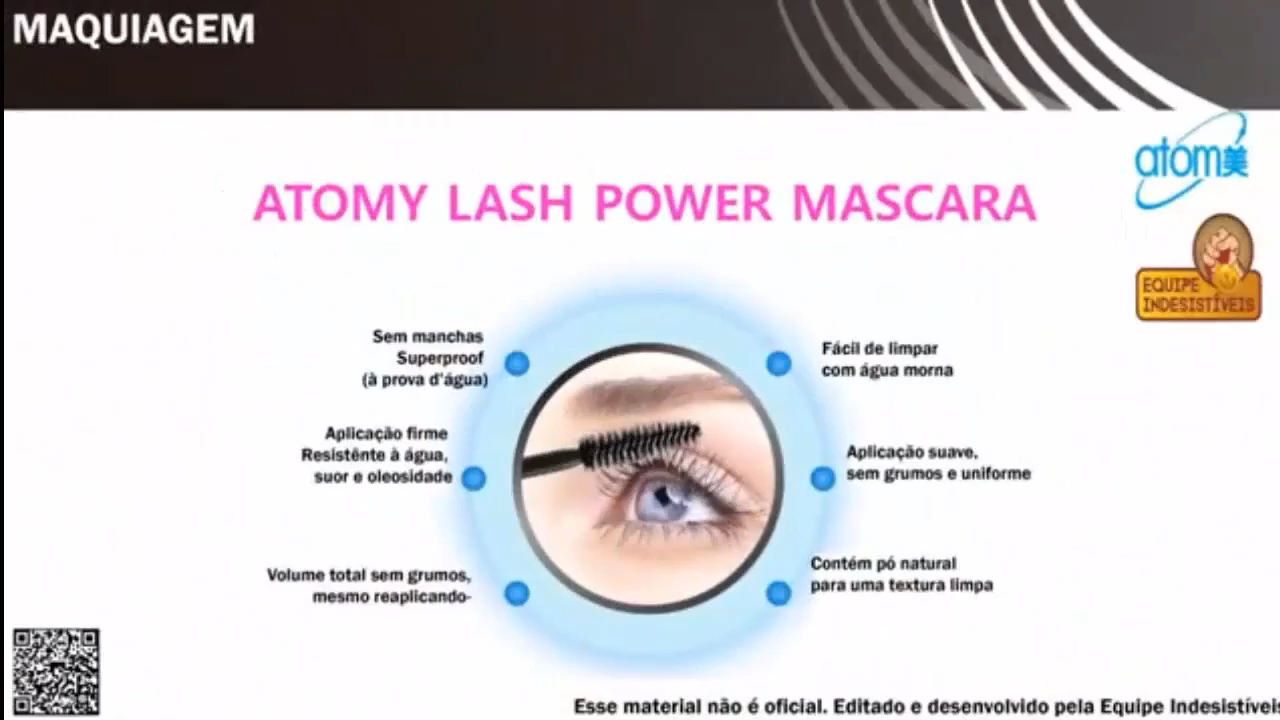 MAQUIAGEM
atom美
ATOMY LASH POWER MASCARA
EQUIPE
INDESISTÍVEIS
Sem manchas
Superproof
(à prova d'água)
Fácil de limpar
com água morna
Aplicação firme
Resistênte à água,
suor e oleosidade
Aplicação suave,
sem grumos e uniforme
Volume total sem grumos,
mesmo reaplicando-
Contém pó natural
para uma textura limpa
Esse material não é oficial. Editado e desenvolvido pela Equipe Indesistíveis